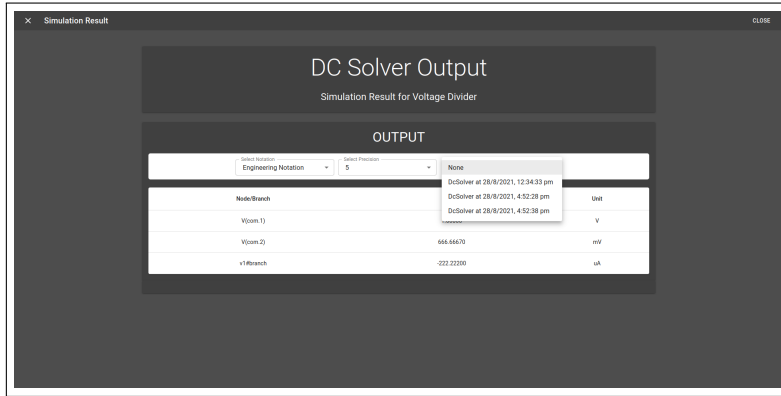 × Simulation Result CLOSE
DC Solver Output
Simulation Result for Voltage Divider
OUTPUT
Select Notation Select Precision
Engineering Notation 5 None
DcSolver at 28/8/2021, 12:34:33 pm
DcSolver at 28/8/2021, 4:52:28 pm
DcSolver at 28/8/2021, 4:52:38 pm
Node/Branch Unit
V(com.1) V
V(com.2) 666.66670 mV
v1#branch -222.22200 uA